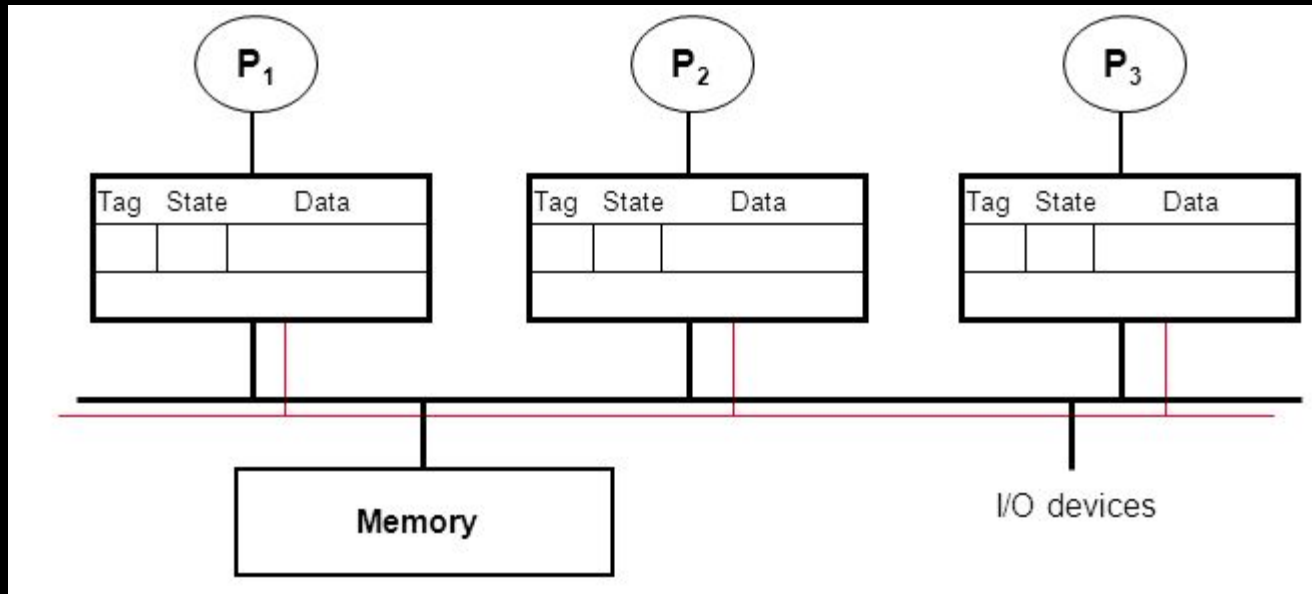 P₁ P₂ P₃
Tag State Data Tag State Data Tag State Data
Memory
I/O devices